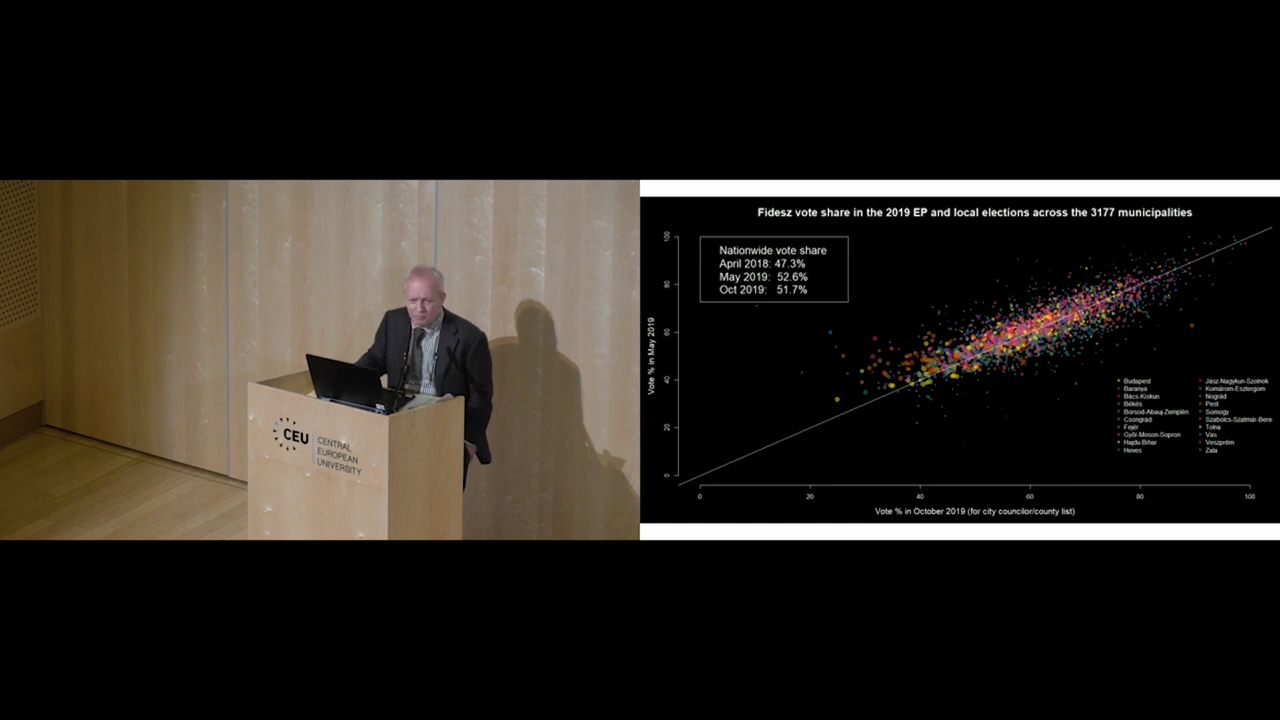 CEU
CENTRAL
EUROPEAN
UNIVERSITY
Fidesz vote share in the 2019 EP and local elections across the 3177 municipalities
Nationwide vote share
April 2018: 47.3%
May 2019: 52.6%
Oct 2019: 51.7%
Vote % in May 2019
100
80
60
40
20
0
Budapest
Baranya
Bács-Kiskun
Békés
Borsod-Abauj-Zemplén
Csongrád
Fejér
Győr-Moson-Sopron
Hajdu-Bihar
Heves
Jász-Nagykun-Szolnok
Komárom-Esztergom
Nográd
Pest
Somogy
Szabolcs-Szatmár-Bere
Tolna
Vas
Veszprém
Zala
0 20 40 60 80 100
Vote % in October 2019 (for city councilor/county list)